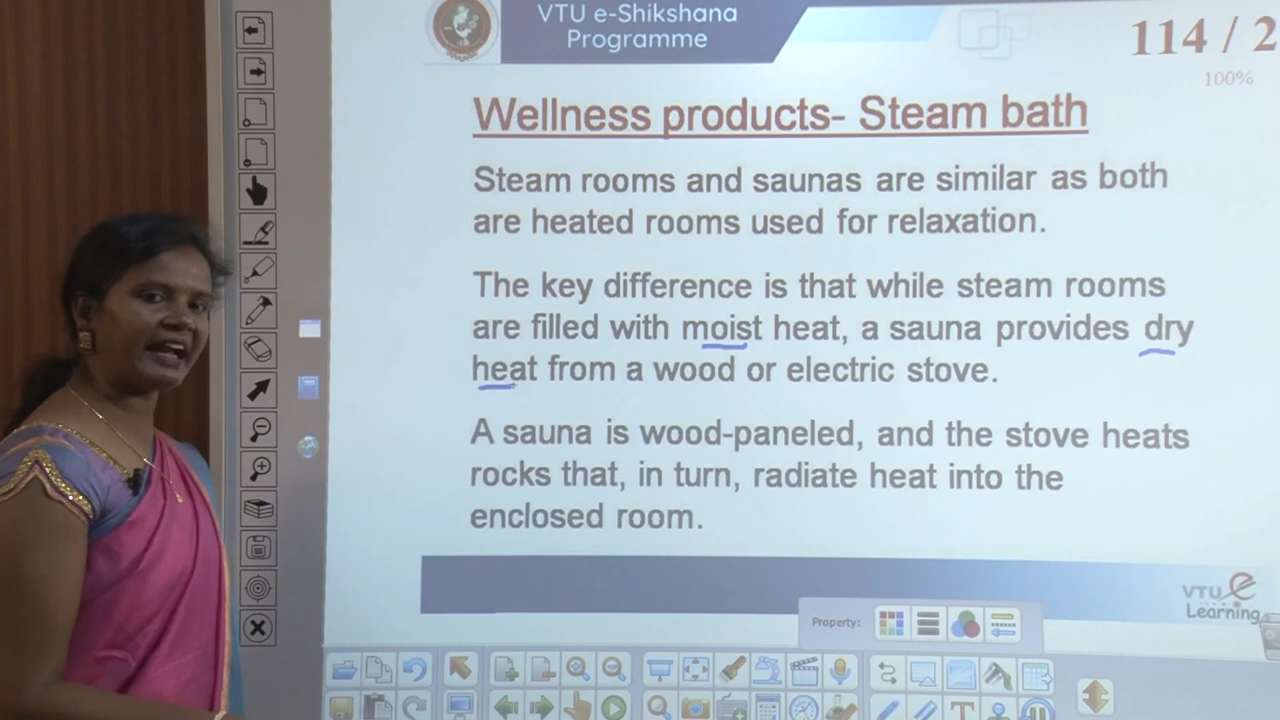 VTU e-Shikshana
Programme
114 / 2
100%
Wellness products- Steam bath
Steam rooms and saunas are similar as both
are heated rooms used for relaxation.
The key difference is that while steam rooms
are filled with moist heat, a sauna provides dry
heat from a wood or electric stove.
A sauna is wood-paneled, and the stove heats
rocks that, in turn, radiate heat into the
enclosed room.
VTU e
Learning
Property: